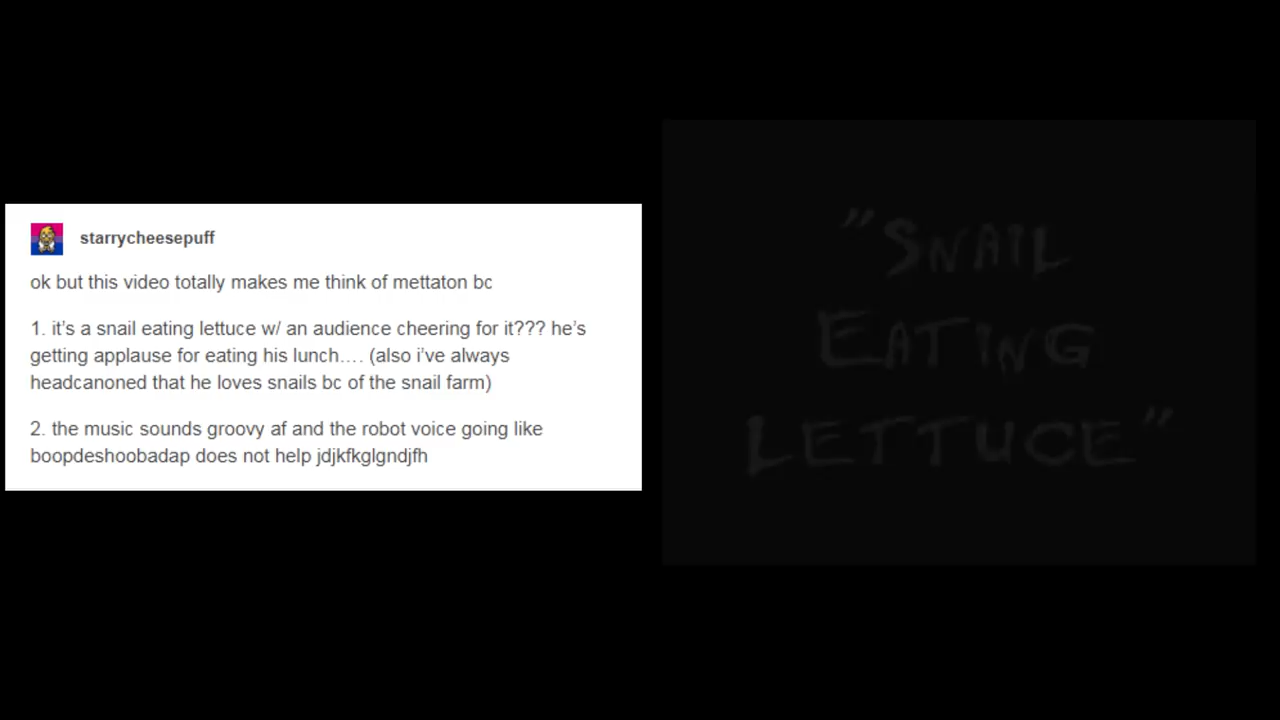 starrycheesepuff
ok but this video totally makes me think of mettaton bc
1. it’s a snail eating lettuce w/ an audience cheering for it??? he’s
getting applause for eating his lunch…. (also i’ve always
headcanoned that he loves snails bc of the snail farm)
2. the music sounds groovy af and the robot voice going like
boopdeshoobadap does not help jdjkfkglgndjfh
"SNAIL
EATING
LETTUCE"